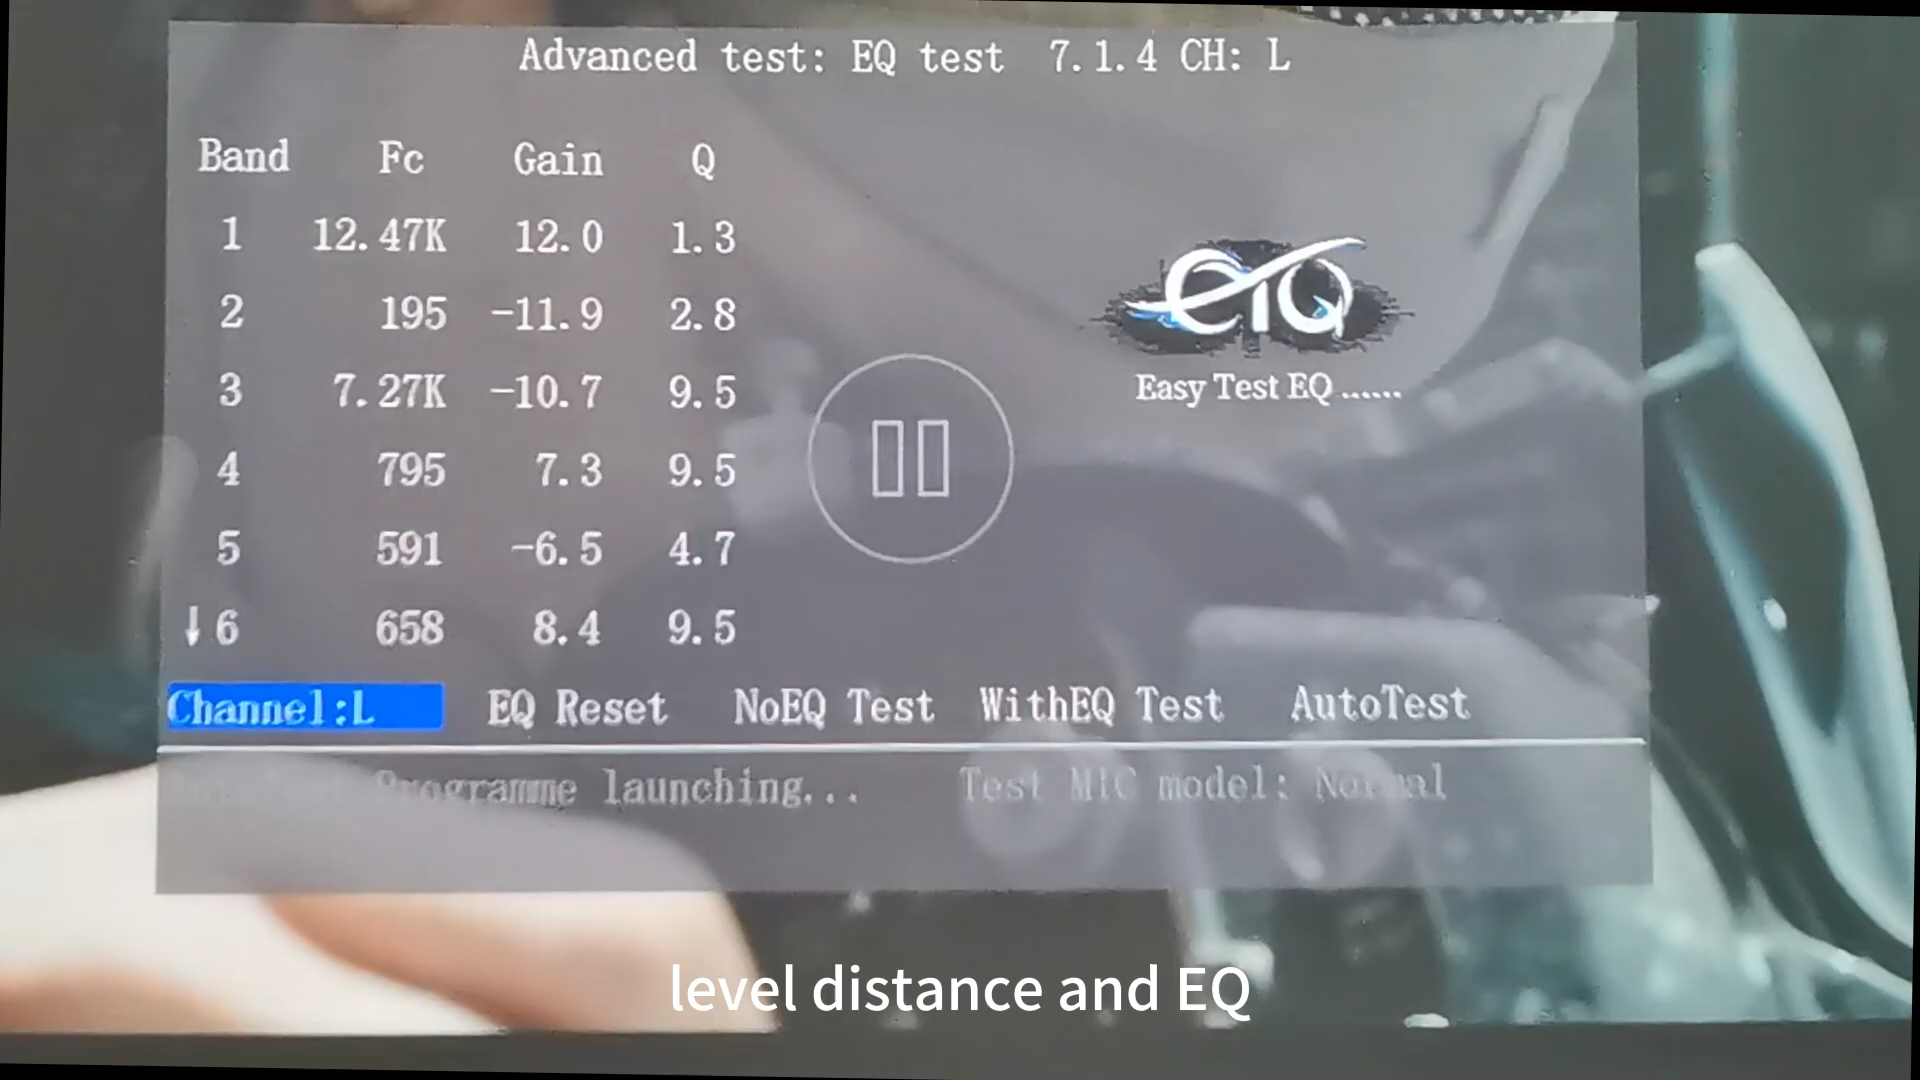 Advanced test: EQ test 7.1.4 CH: L
Band Fc Gain Q
1 12.47K 12.0 1.3
2 195 -11.9 2.8
3 7.27K -10.7 9.5
4 795 7.3 9.5
5 591 -6.5 4.7
↓6 658 8.4 9.5
eTQ
Easy Test EQ......
Channel:L EQ Reset NoEQ Test WithEQ Test AutoTest
Programme launching... Test MIC model: Normal
level distance and EQ